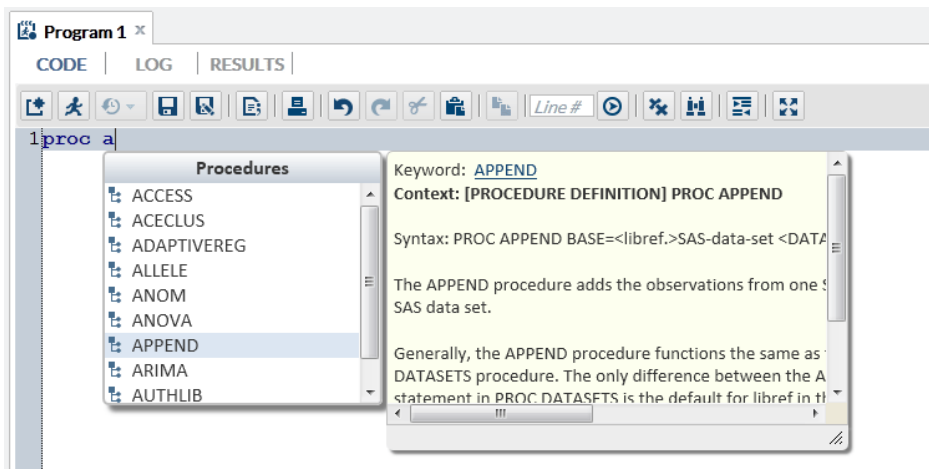 Program 1 x
CODE LOG RESULTS
Line #
1 proc a
Procedures
ACCESS
ACECLUS
ADAPTIVEREG
ALLELE
ANOM
ANOVA
APPEND
ARIMA
AUTHLIB
Keyword: APPEND
Context: [PROCEDURE DEFINITION] PROC APPEND
Syntax: PROC APPEND BASE=<libref.>SAS-data-set <DATA
The APPEND procedure adds the observations from one
SAS data set.
Generally, the APPEND procedure functions the same as
DATASETS procedure. The only difference between the A
statement in PROC DATASETS is the default for libref in